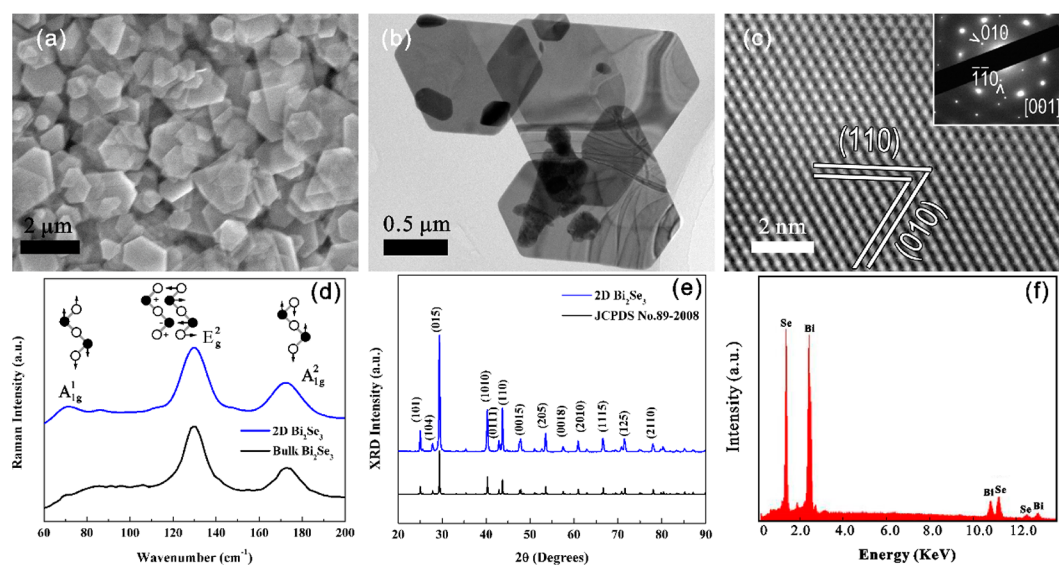 (a)
2 μm
(b)
0.5 μm
(c)
010
1̅1̅0
[001]
(110)
(010)
2 nm
(d)
E²g
A¹1g
A²1g
2D Bi₂Se₃
Bulk Bi₂Se₃
Raman Intensity (a.u.)
60 80 100 120 140 160 180 200
Wavenumber (cm⁻¹)
(e)
2D Bi₂Se₃
JCPDS No.89-2008
(101)
(104)
(015)
(1010)
(0111)
(110)
(0015)
(205)
(0018)
(2010)
(1115)
(125)
(2110)
XRD Intensity (a.u.)
20 30 40 50 60 70 80 90
2θ (Degrees)
(f)
Se
Bi
Bi
Se
Se
Bi
Intensity (a.u.)
0 2.0 4.0 6.0 8.0 10.0 12.0
Energy (KeV)